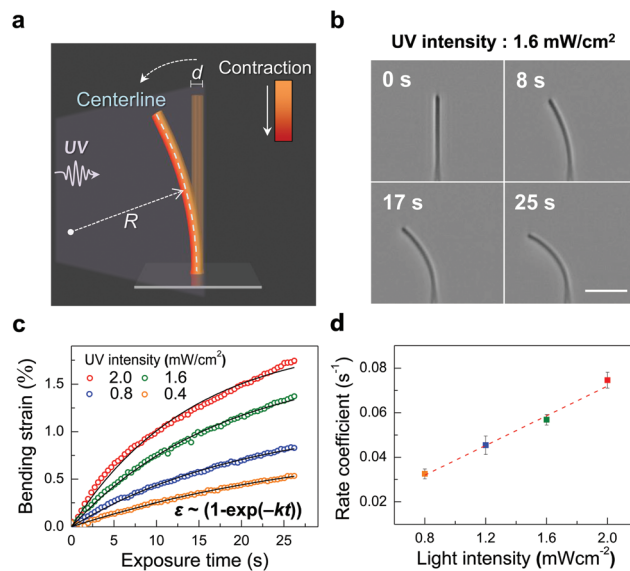 a
d
Contraction
Centerline
UV
R
b
UV intensity : 1.6 mW/cm²
0 s
8 s
17 s
25 s
c
UV intensity (mW/cm²)
2.0 1.6
0.8 0.4
1.5
1.0
0.5
0.0
Bending strain (%)
ε ~ (1-exp(–kt))
0 5 10 15 20 25
Exposure time (s)
d
0.08
0.06
0.04
0.02
Rate coefficient (s⁻¹)
0.8 1.2 1.6 2.0
Light intensity (mWcm⁻²)